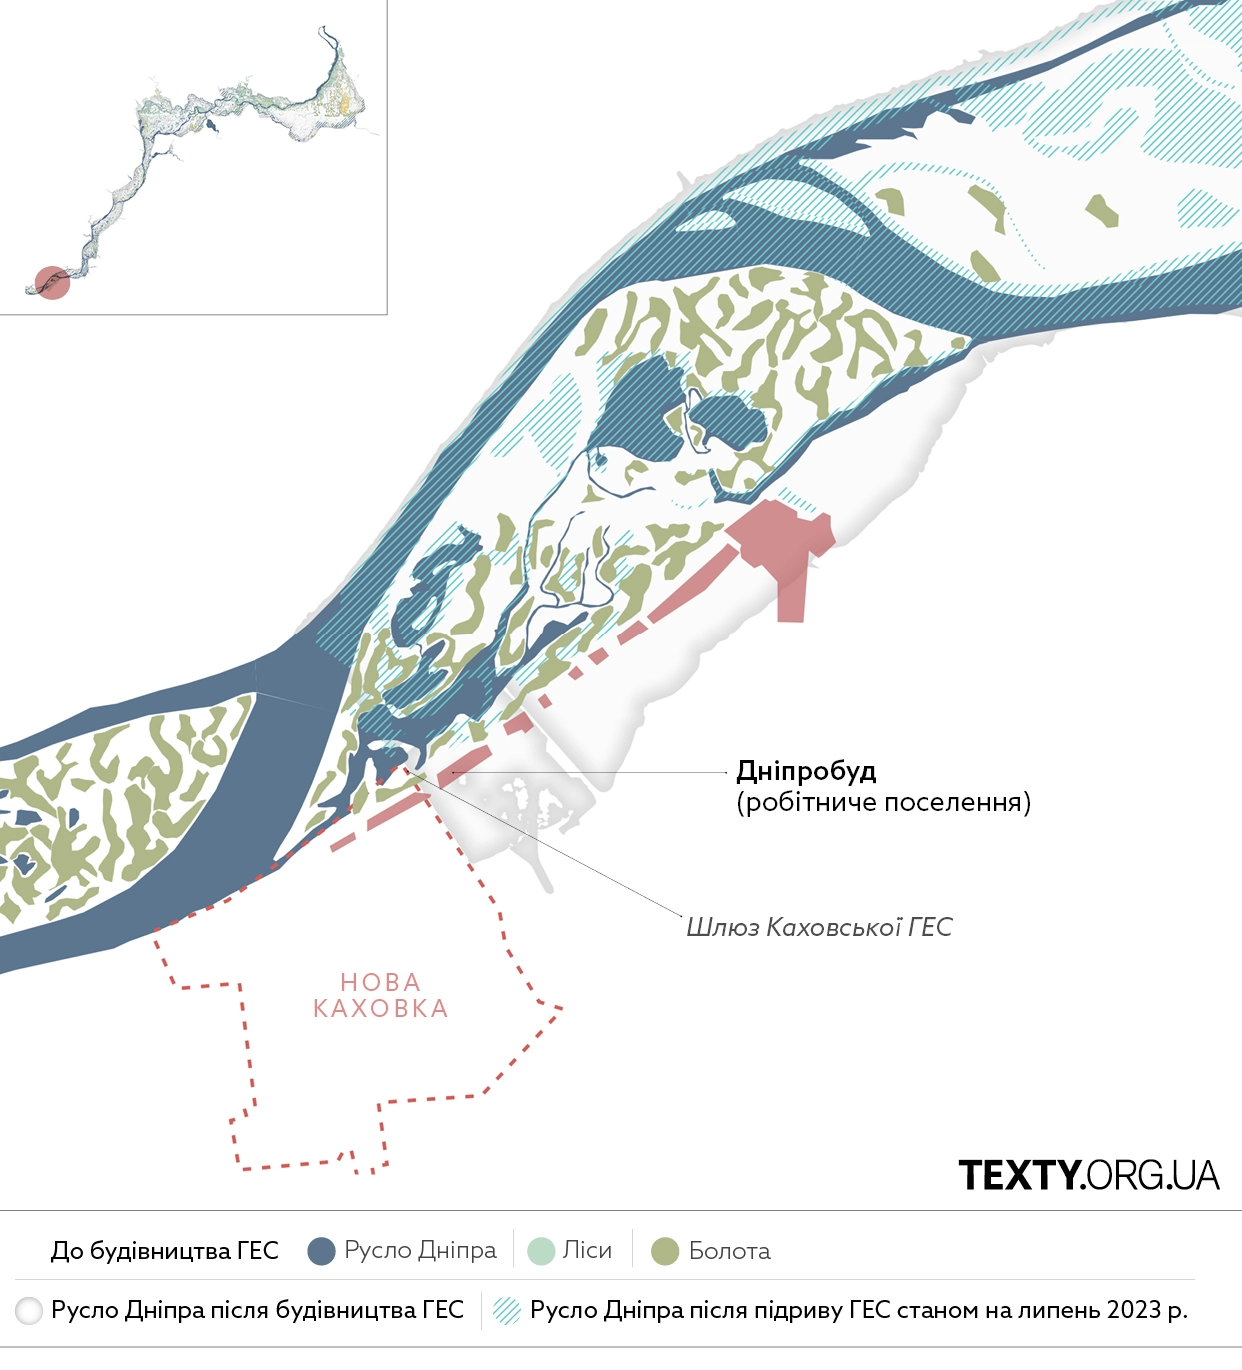 Дніпробуд
(робітниче поселення)
Шлюз Каховської ГЕС
НОВА
КАХОВКА
TEXTY.ORG.UA
До будівництва ГЕС Русло Дніпра Ліси Болота
Русло Дніпра після будівництва ГЕС Русло Дніпра після підриву ГЕС станом на липень 2023 р.